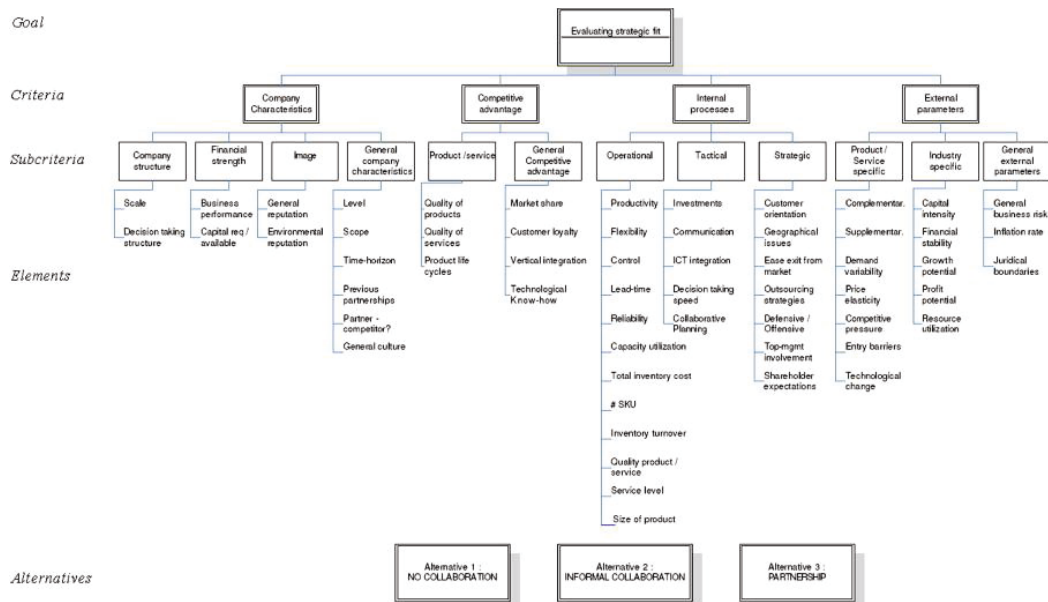 Goal
Evaluating strategic fit
Criteria
Company
Characteristics
Competitive
advantage
Internal
processes
External
parameters
Subcriteria
Company
structure
Financial
strength
Image
General
company
characteristics
Product /service
General
Competitive
advantage
Operational
Tactical
Strategic
Product /
Service
specific
Industry
specific
General
external
parameters
Elements
Scale
Decision taking
structure
Business
performance
Capital req /
available
General
reputation
Environmental
reputation
Level
Scope
Time-horizon
Previous
partnerships
Partner -
competitor?
General culture
Quality of
products
Quality of
services
Product life
cycles
Market share
Customer loyalty
Vertical integration
Technological
Know-how
Productivity
Flexibility
Control
Lead-time
Reliability
Capacity utilization
Total inventory cost
# SKU
Inventory turnover
Quality product /
service
Service level
Size of product
Investments
Communication
ICT integration
Decision taking
speed
Collaborative
Planning
Customer
orientation
Geographical
issues
Ease exit from
market
Outsourcing
strategies
Defensive /
Offensive
Top-mgmt
involvement
Shareholder
expectations
Complementar.
Supplementar.
Demand
variability
Price
elasticity
Competitive
pressure
Entry barriers
Technological
change
Capital
intensity
Financial
stability
Growth
potential
Profit
potential
Resource
utilization
General
business risk
Inflation rate
Juridical
boundaries
Alternatives
Alternative 1 :
NO COLLABORATION
Alternative 2 :
INFORMAL COLLABORATION
Alternative 3 :
PARTNERSHIP